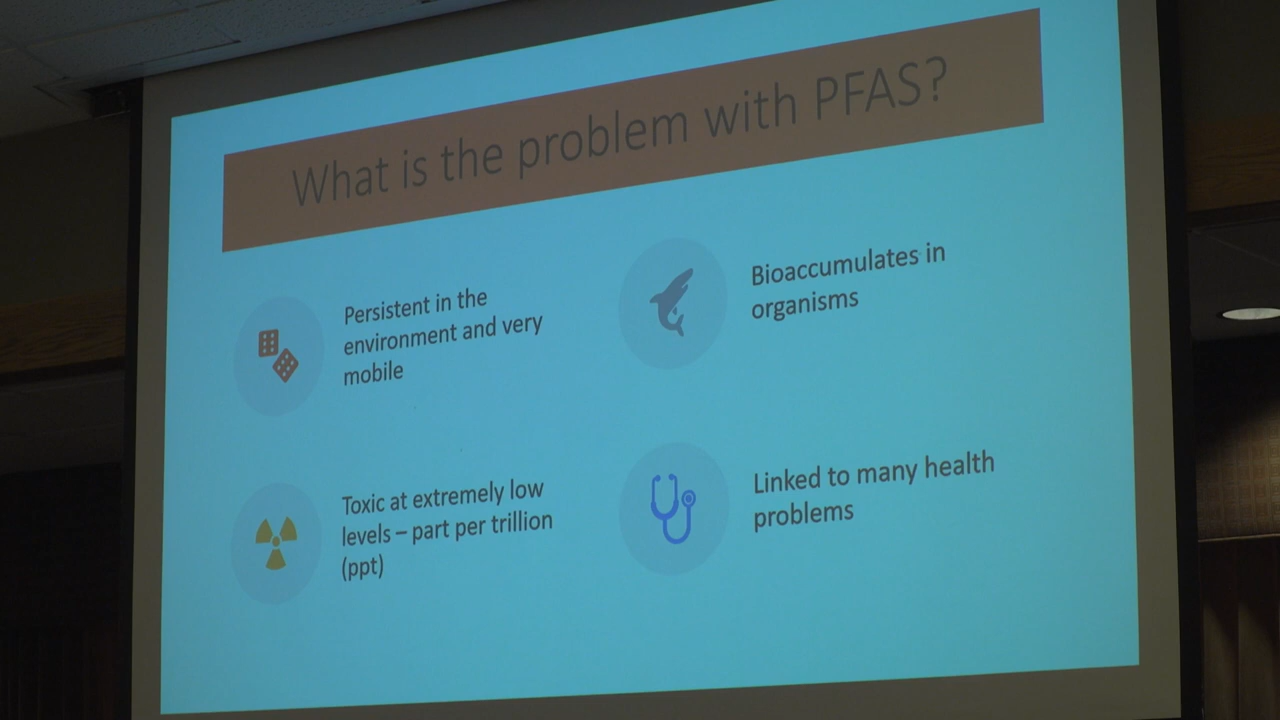 What is the problem with PFAS?
Persistent in the
environment and very
mobile
Bioaccumulates in
organisms
Toxic at extremely low
levels – part per trillion
(ppt)
Linked to many health
problems